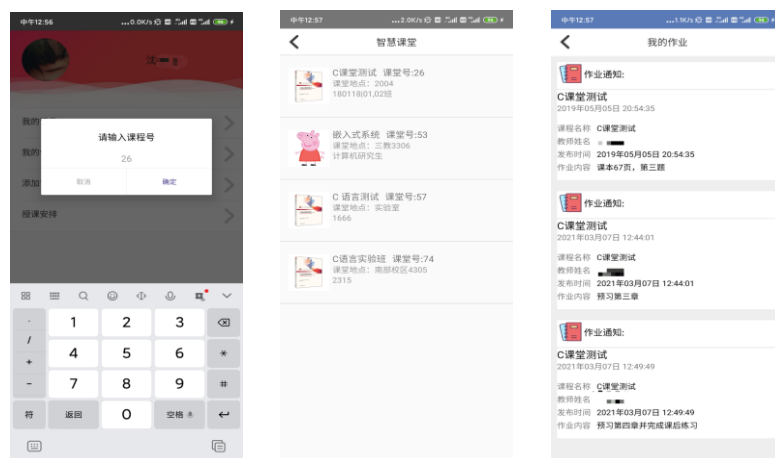 中午12:56 ...0.0K/s 96
沈
我的
请输入课程号
26
我的
取消 确定
添加
授课安排
· 1 2 3
/
+ 4 5 6 *
- 7 8 9 #
符 返回 0 空格
中午12:57 ...2.0K/s 96
智慧课堂
C课堂测试 课堂号:26
课堂地点: 2004
180118l01,02班
嵌入式系统 课堂号:53
课堂地点: 三教3306
计算机研究生
C 语言测试 课堂号:57
课堂地点: 实验室
1666
C语言实验班 课堂号:74
课堂地点: 南部校区4305
2315
中午12:57 ...1.1K/s 96
我的作业
作业通知:
C课堂测试
2019年05月05日 20:54:35
课程名称 C课堂测试
教师姓名
发布时间 2019年05月05日 20:54:35
作业内容 课本67页，第三题
作业通知:
C课堂测试
2021年03月07日 12:44:01
课程名称 C课堂测试
教师姓名
发布时间 2021年03月07日 12:44:01
作业内容 预习第三章
作业通知:
C课堂测试
2021年03月07日 12:49:49
课程名称 C课堂测试
教师姓名
发布时间 2021年03月07日 12:49:49
作业内容 预习第四章并完成课后练习